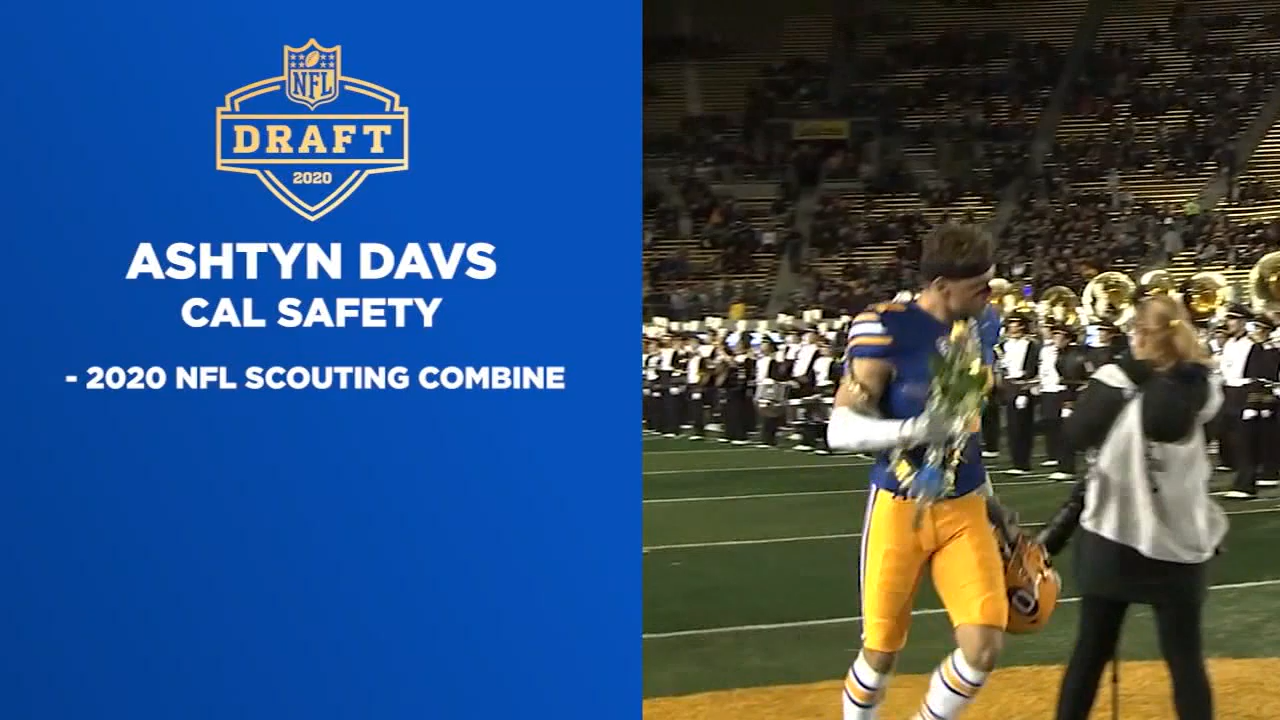 NFL
DRAFT
2020
ASHTYN DAVS
CAL SAFETY
- 2020 NFL SCOUTING COMBINE